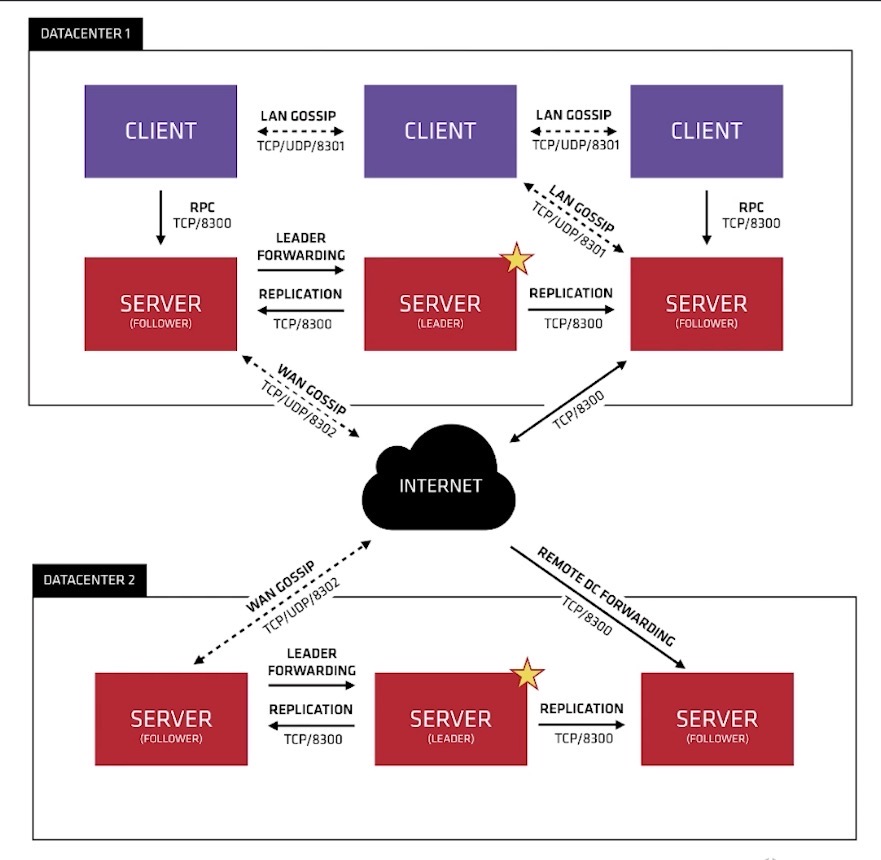 DATACENTER 1
CLIENT
LAN GOSSIP
TCP/UDP/8301
CLIENT
LAN GOSSIP
TCP/UDP/8301
CLIENT
RPC
TCP/8300
LAN GOSSIP
TCP/UDP/8301
RPC
TCP/8300
SERVER
(FOLLOWER)
LEADER
FORWARDING
REPLICATION
TCP/8300
SERVER
(LEADER)
REPLICATION
TCP/8300
SERVER
(FOLLOWER)
WAN GOSSIP
TCP/UDP/8302
TCP/8300
INTERNET
DATACENTER 2
WAN GOSSIP
TCP/UDP/8302
REMOTE DC FORWARDING
TCP/8300
SERVER
(FOLLOWER)
LEADER
FORWARDING
REPLICATION
TCP/8300
SERVER
(LEADER)
REPLICATION
TCP/8300
SERVER
(FOLLOWER)